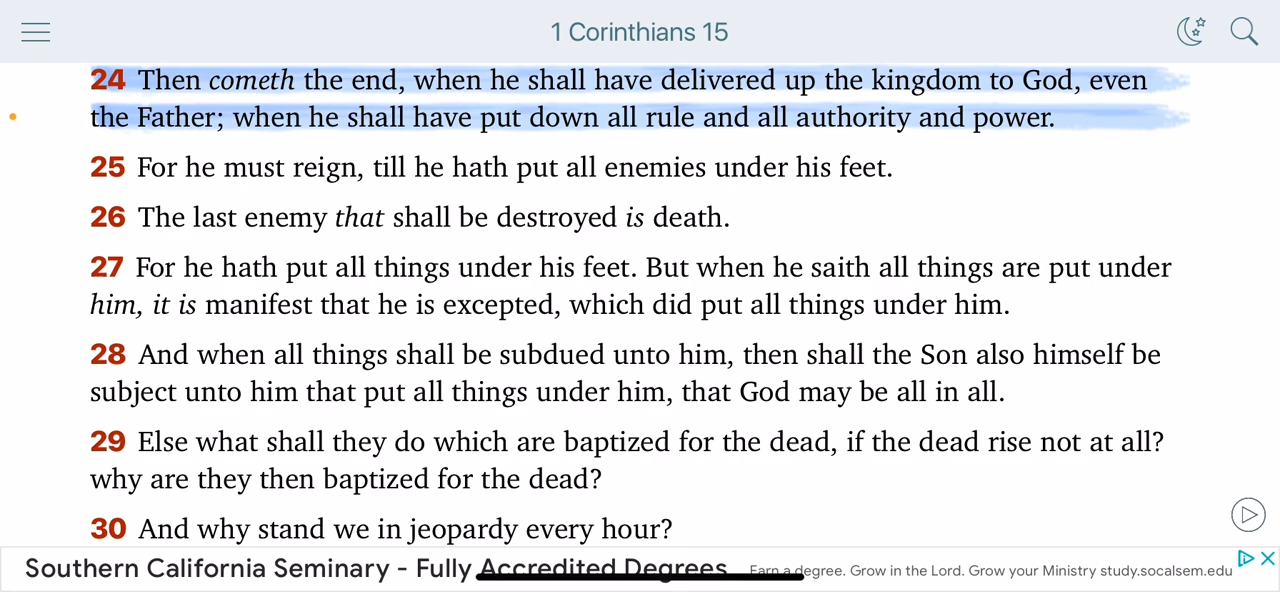 1 Corinthians 15
24 Then cometh the end, when he shall have delivered up the kingdom to God, even
the Father; when he shall have put down all rule and all authority and power.
25 For he must reign, till he hath put all enemies under his feet.
26 The last enemy that shall be destroyed is death.
27 For he hath put all things under his feet. But when he saith all things are put under
him, it is manifest that he is excepted, which did put all things under him.
28 And when all things shall be subdued unto him, then shall the Son also himself be
subject unto him that put all things under him, that God may be all in all.
29 Else what shall they do which are baptized for the dead, if the dead rise not at all?
why are they then baptized for the dead?
30 And why stand we in jeopardy every hour?
Southern California Seminary - Fully Accredited Degrees Earn a degree. Grow in the Lord. Grow your Ministry study.socalsem.edu